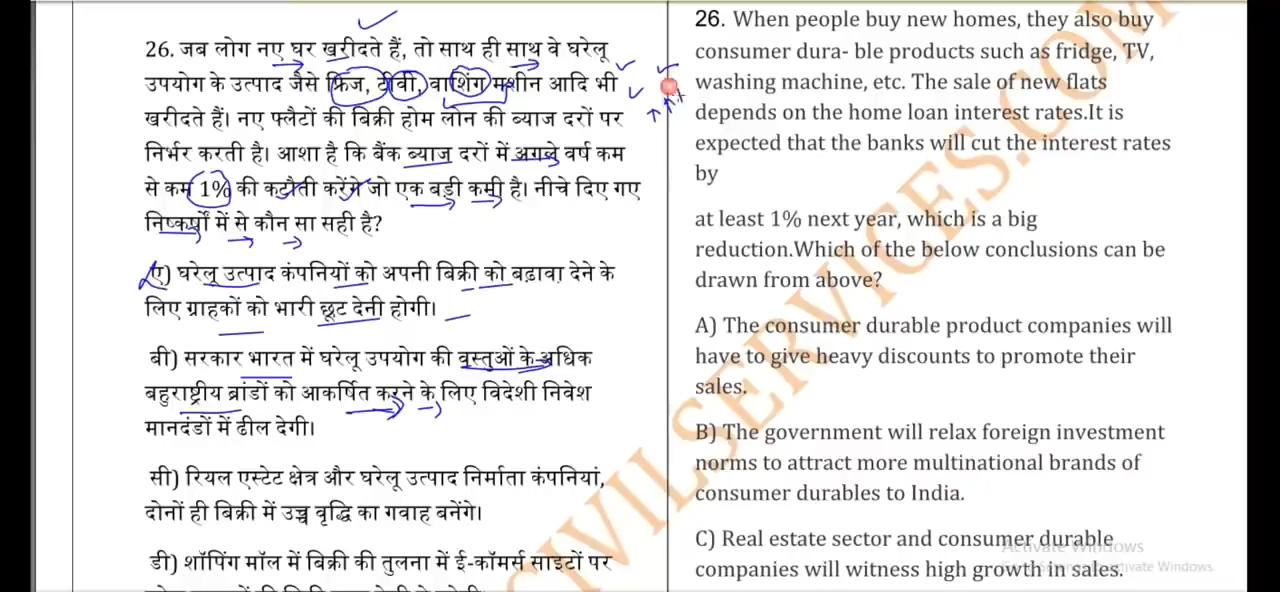 26. जब लोग नए घर खरीदते हैं, तो साथ ही साथ वे घरेलू
उपयोग के उत्पाद जैसे फ्रिज, टीवी, वाशिंग मशीन आदि भी
खरीदते हैं। नए फ्लैटों की बिक्री होम लोन की ब्याज दरों पर
निर्भर करती है। आशा है कि बैंक ब्याज दरों में अगले वर्ष कम
से कम 1% की कटौती करेंगे जो एक बड़ी कमी है। नीचे दिए गए
निष्कर्षों में से कौन सा सही है?
ए) घरेलू उत्पाद कंपनियों को अपनी बिक्री को बढ़ावा देने के
लिए ग्राहकों को भारी छूट देनी होगी।
बी) सरकार भारत में घरेलू उपयोग की वस्तुओं के अधिक
बहुराष्ट्रीय ब्रांडों को आकर्षित करने के लिए विदेशी निवेश
मानदंडों में ढील देगी।
सी) रियल एस्टेट क्षेत्र और घरेलू उत्पाद निर्माता कंपनियां,
दोनों ही बिक्री में उच्च वृद्धि का गवाह बनेंगे।
डी) शॉपिंग मॉल में बिक्री की तुलना में ई-कॉमर्स साइटों पर
26. When people buy new homes, they also buy
consumer dura- ble products such as fridge, TV,
washing machine, etc. The sale of new flats
depends on the home loan interest rates.It is
expected that the banks will cut the interest rates
by
at least 1% next year, which is a big
reduction.Which of the below conclusions can be
drawn from above?
A) The consumer durable product companies will
have to give heavy discounts to promote their
sales.
B) The government will relax foreign investment
norms to attract more multinational brands of
consumer durables to India.
C) Real estate sector and consumer durable
companies will witness high growth in sales.
CIVILSERVICES.COM
Activate Windows
Go to Settings to activate Windows.